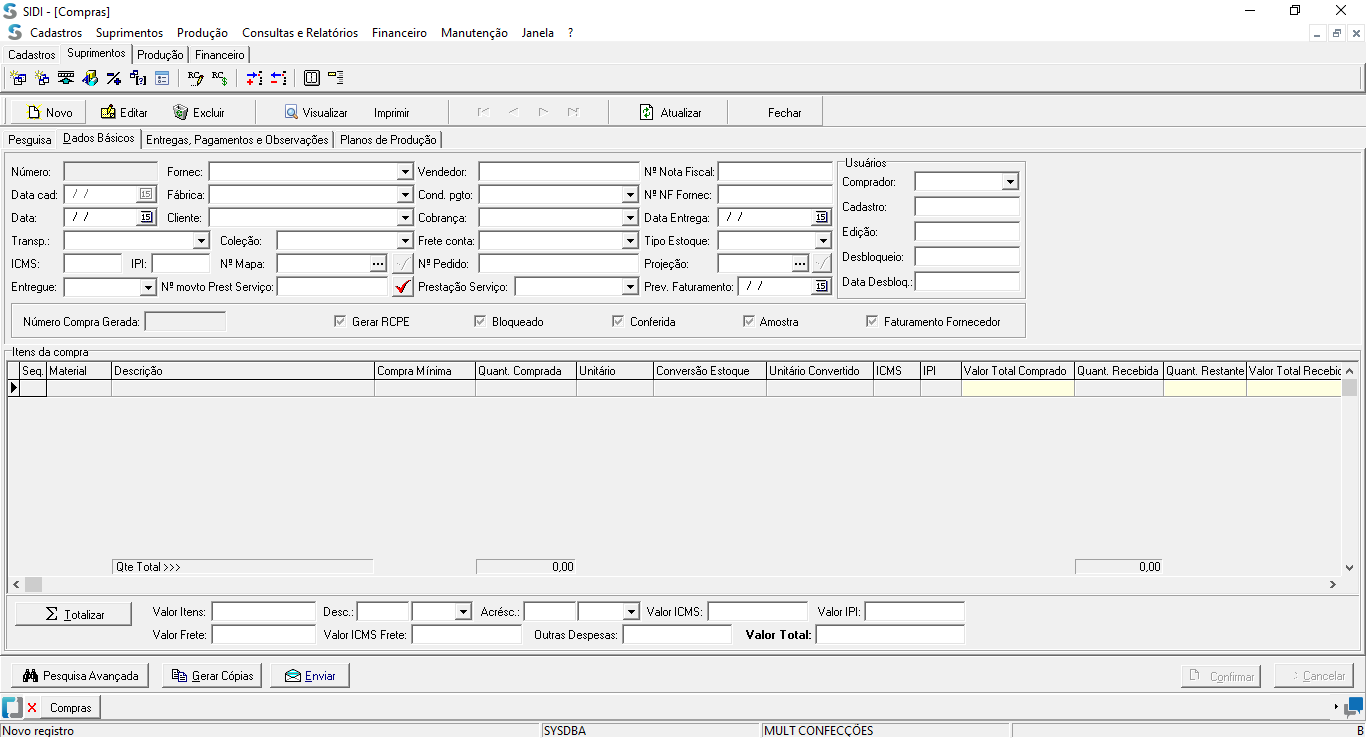 SIDI - [Compras]
Cadastros Suprimentos Produção Consultas e Relatórios Financeiro Manutenção Janela ?
Cadastros Suprimentos Produção Financeiro
Novo Editar Excluir Visualizar Imprimir Atualizar Fechar
Pesquisa Dados Básicos Entregas, Pagamentos e Observações Planos de Produção
Usuários
Número: Fornec: Vendedor: Nº Nota Fiscal:
Comprador:
Data cad: / / 15 Fábrica: Cond. pgto: Nº NF Fornec:
Cadastro:
Data: / / 15 Cliente: Cobrança: Data Entrega: / / 15
Edição:
Transp.: Coleção: Frete conta: Tipo Estoque:
Desbloqueio:
ICMS: IPI: Nº Mapa: ... Nº Pedido: Projeção: ...
Data Desbloq.:
Entregue: Nº movto Prest Serviço: Prestação Serviço: Prev. Faturamento: / / 15
Número Compra Gerada: Gerar RCPE Bloqueado Conferida Amostra Faturamento Fornecedor
Itens da compra
Seq. Material Descrição Compra Mínima Quant. Comprada Unitário Conversão Estoque Unitário Convertido ICMS IPI Valor Total Comprado Quant. Recebida Quant. Restante Valor Total Recebid
Qte Total >>> 0,00 0,00
Σ Totalizar Valor Itens: Desc.: Acrésc.: Valor ICMS: Valor IPI:
Valor Frete: Valor ICMS Frete: Outras Despesas: Valor Total:
Pesquisa Avançada Gerar Cópias Enviar Confirmar Cancelar
Compras
Novo registro SYSDBA MULT CONFECÇÕES B